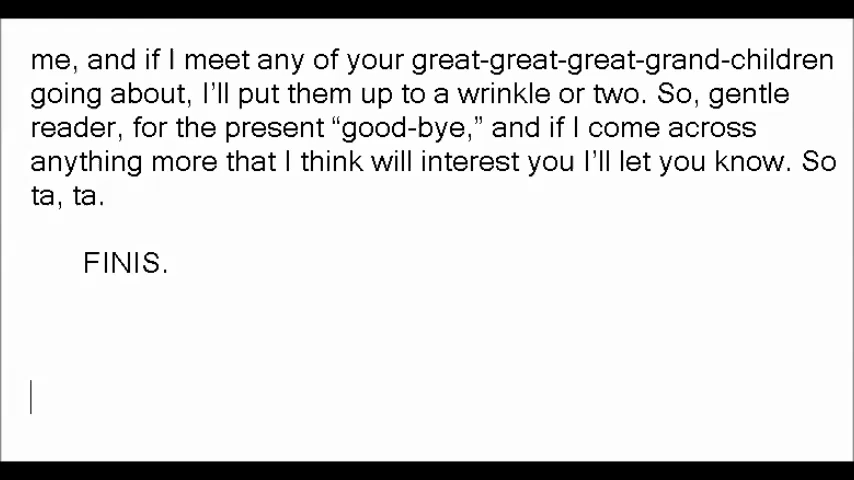 me, and if I meet any of your great-great-great-grand-children
going about, I’ll put them up to a wrinkle or two. So, gentle
reader, for the present “good-bye,” and if I come across
anything more that I think will interest you I’ll let you know. So
ta, ta.
FINIS.